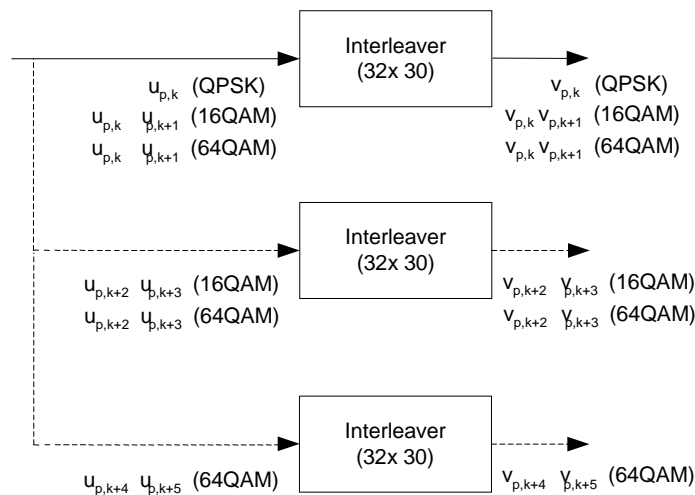 Interleaver
(32x 30)
u_p,k (QPSK)
u_p,k u_p,k+1 (16QAM)
u_p,k u_p,k+1 (64QAM)
v_p,k (QPSK)
v_p,k v_p,k+1 (16QAM)
v_p,k v_p,k+1 (64QAM)
Interleaver
(32x 30)
u_p,k+2 u_p,k+3 (16QAM)
u_p,k+2 u_p,k+3 (64QAM)
v_p,k+2 v_p,k+3 (16QAM)
v_p,k+2 v_p,k+3 (64QAM)
Interleaver
(32x 30)
u_p,k+4 u_p,k+5 (64QAM)
v_p,k+4 v_p,k+5 (64QAM)